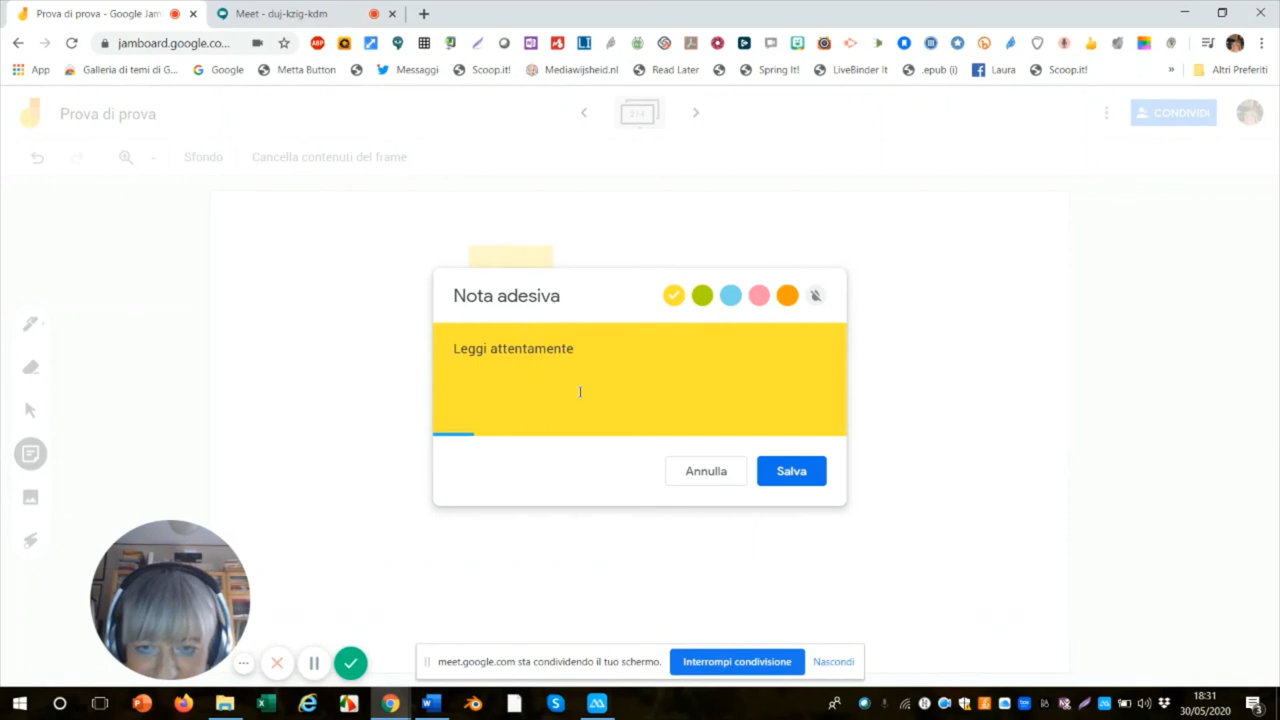 Prova di prova - Google Jam
Meet - duj-kzig-kdm
jamboard.google.co...
App
Galleria di temi di G...
Google
Metta Button
Messaggi
Scoop.it!
Mediawijsheid.nl
Read Later
Spring It!
LiveBinder It
.epub (i)
Laura
Scoop.it!
»
Altri Preferiti
Prova di prova
CONDIVIDI
Sfondo
Cancella contenuti del frame
Nota adesiva
Leggi attentamente
Annulla
Salva
meet.google.com sta condividendo il tuo schermo.
Interrompi condivisione
Nascondi
18:31
30/05/2020